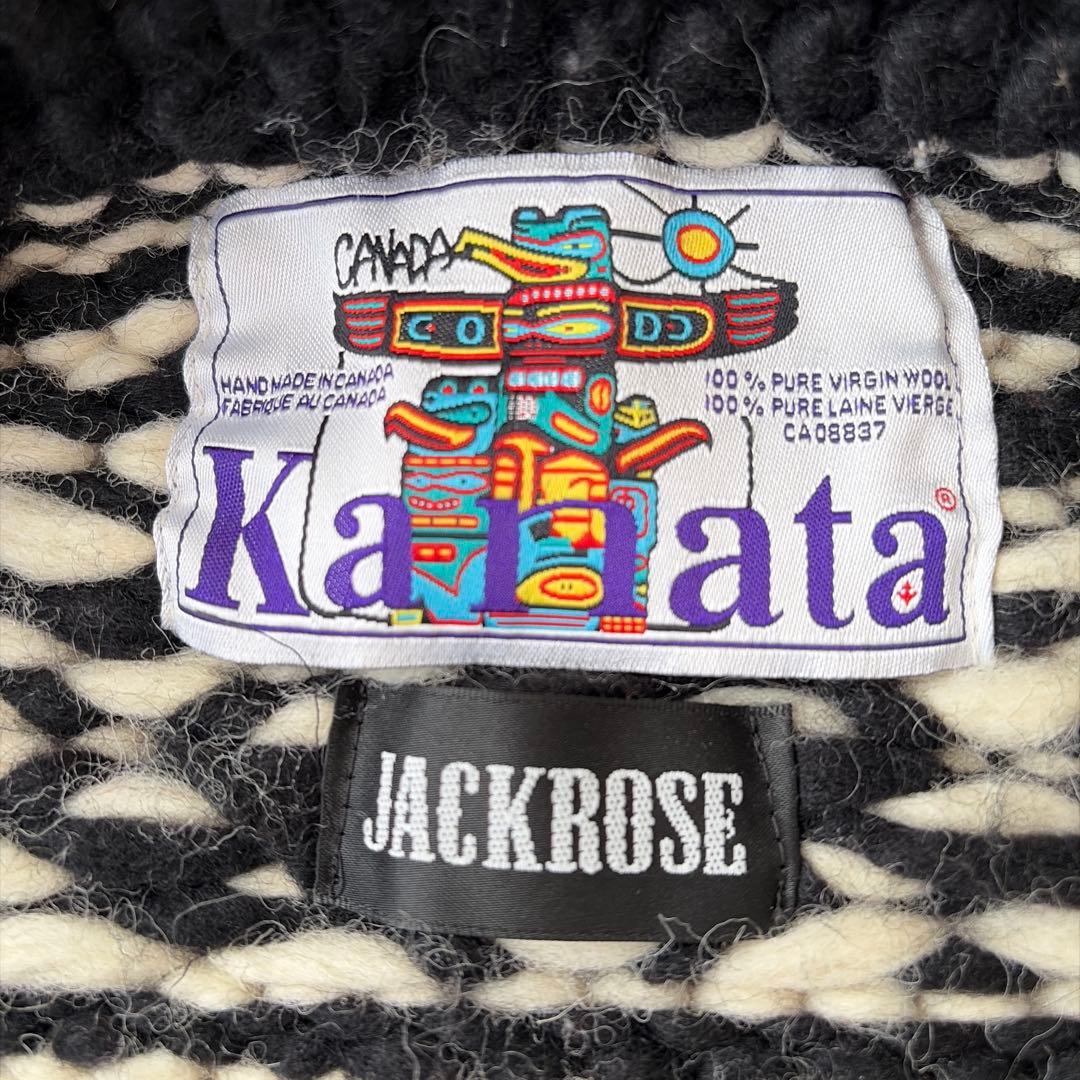 CANADA
HAND MADE IN CANADA
FABRIQUE AU CANADA
100 % PURE VIRGIN WOOL
100 % PURE LAINE VIERGE
CA08837
Kanata®
JACKROSE